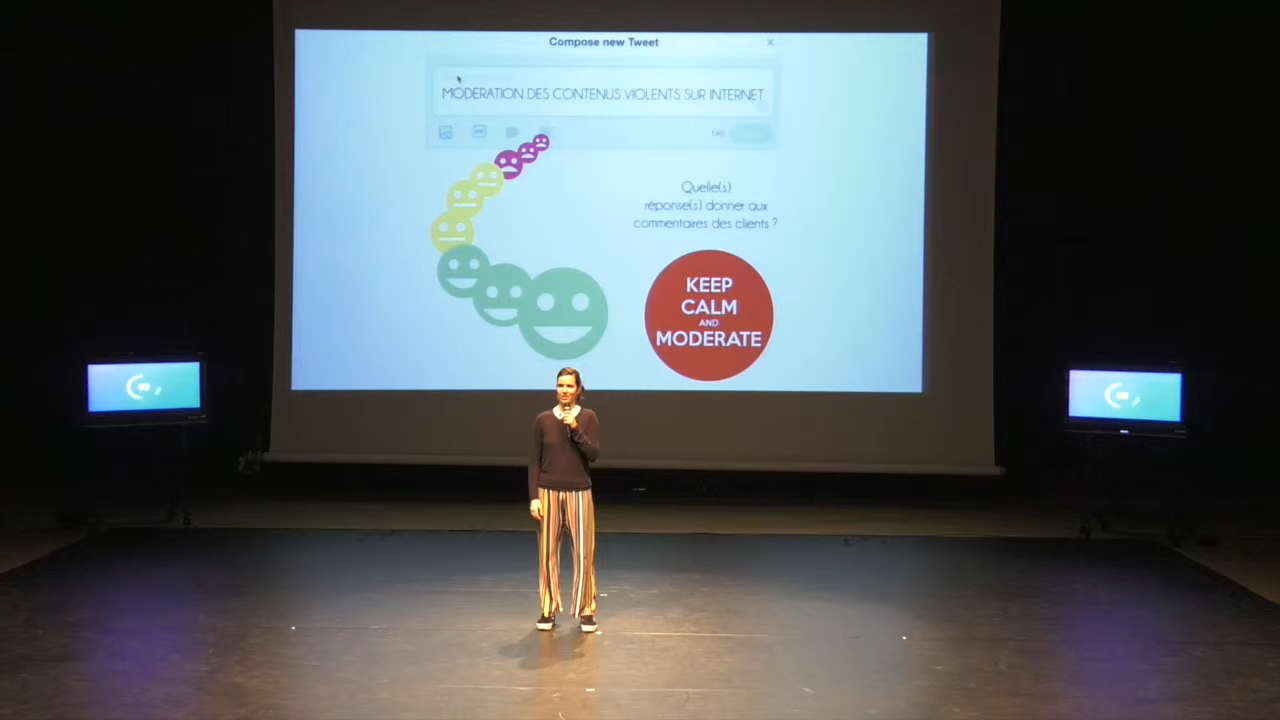 Compose new Tweet
MODERATION DES CONTENUS VIOLENTS SUR INTERNET
140
Quelle(s)
réponse(s) donner aux
commentaires des clients ?
KEEP
CALM
AND
MODERATE